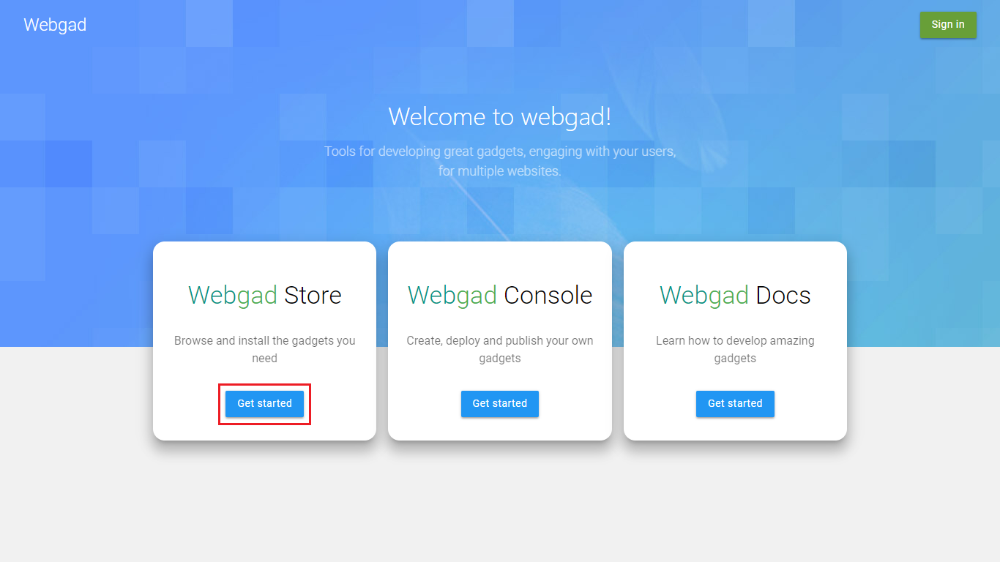 Webgad
Sign in
Welcome to webgad!
Tools for developing great gadgets, engaging with your users,
for multiple websites.
Webgad Store
Browse and install the gadgets you
need
Get started
Webgad Console
Create, deploy and publish your own
gadgets
Get started
Webgad Docs
Learn how to develop amazing
gadgets
Get started